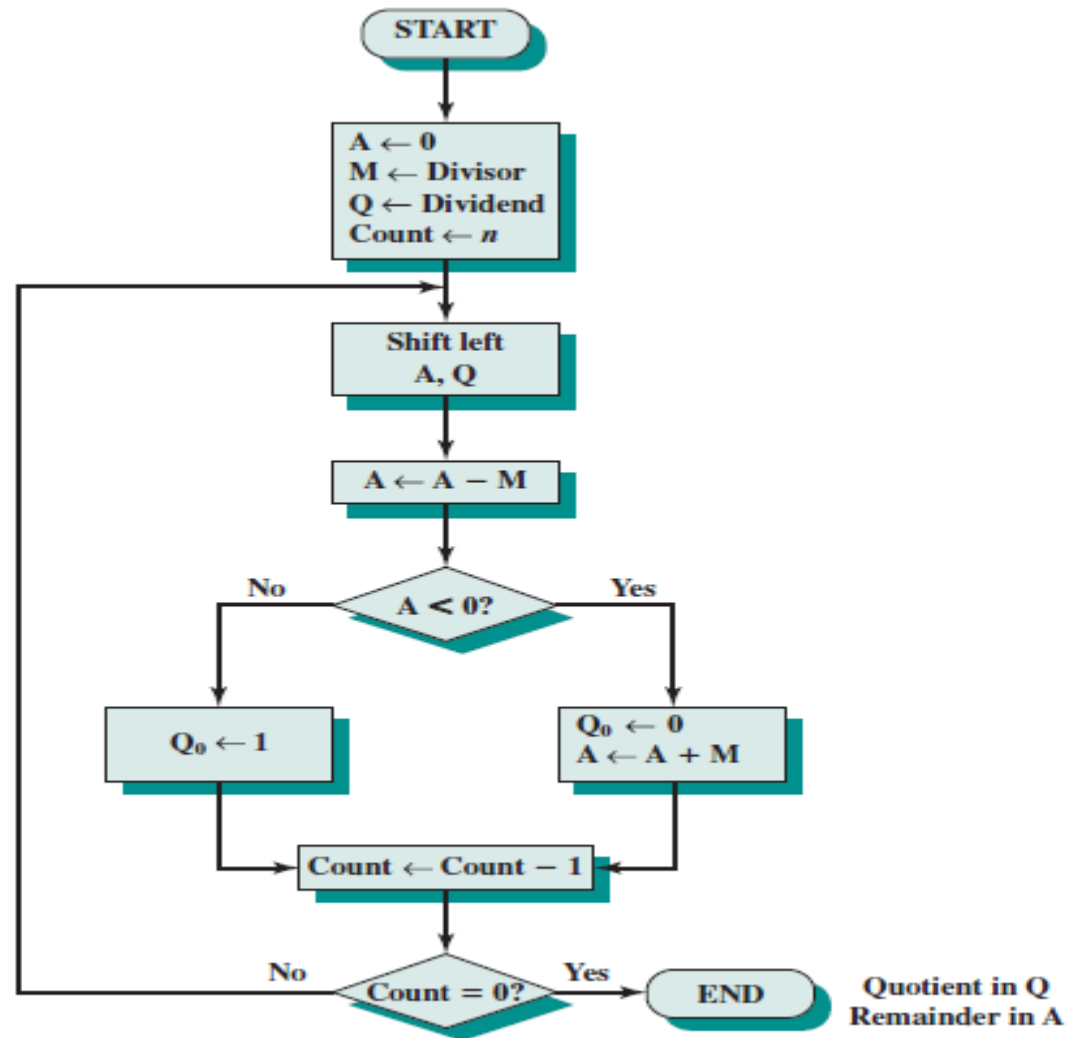 START
A ← 0
M ← Divisor
Q ← Dividend
Count ← n
Shift left
A, Q
A ← A − M
A < 0?
No
Yes
Q₀ ← 1
Q₀ ← 0
A ← A + M
Count ← Count − 1
Count = 0?
No
Yes
END
Quotient in Q
Remainder in A